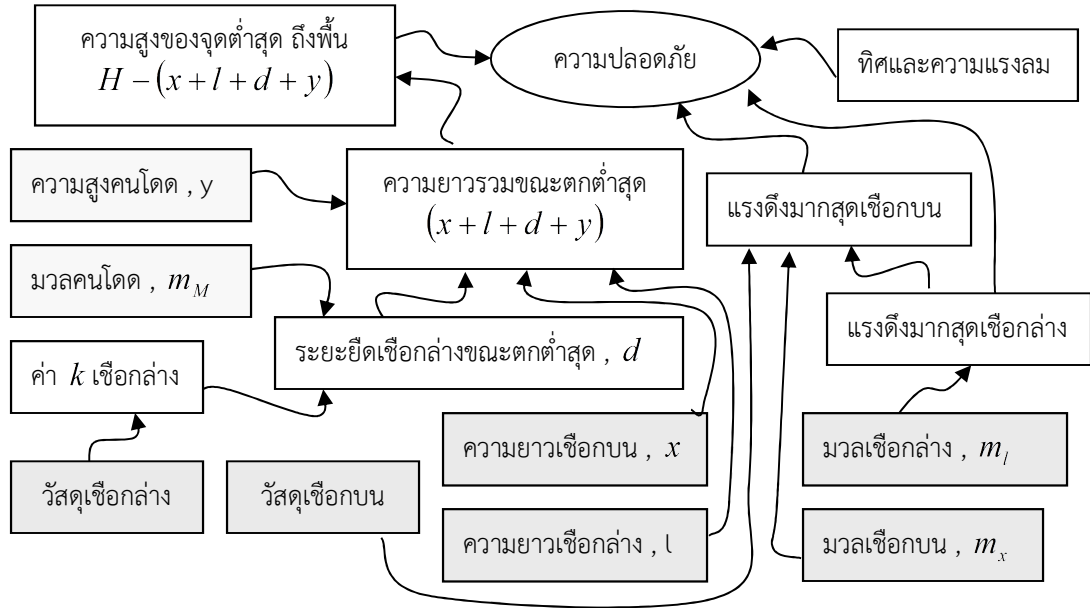 ความสูงของจุดต่ำสุด ถึงพื้น
H − (x + l + d + y)
ความปลอดภัย
ทิศและความแรงลม
ความสูงคนโดด , y
ความยาวรวมขณะตกต่ำสุด
(x + l + d + y)
แรงดึงมากสุดเชือกบน
มวลคนโดด , m_M
ระยะยืดเชือกล่างขณะตกต่ำสุด , d
แรงดึงมากสุดเชือกล่าง
ค่า k เชือกล่าง
ความยาวเชือกบน , x
มวลเชือกล่าง , m_l
วัสดุเชือกล่าง
วัสดุเชือกบน
ความยาวเชือกล่าง , l
มวลเชือกบน , m_x